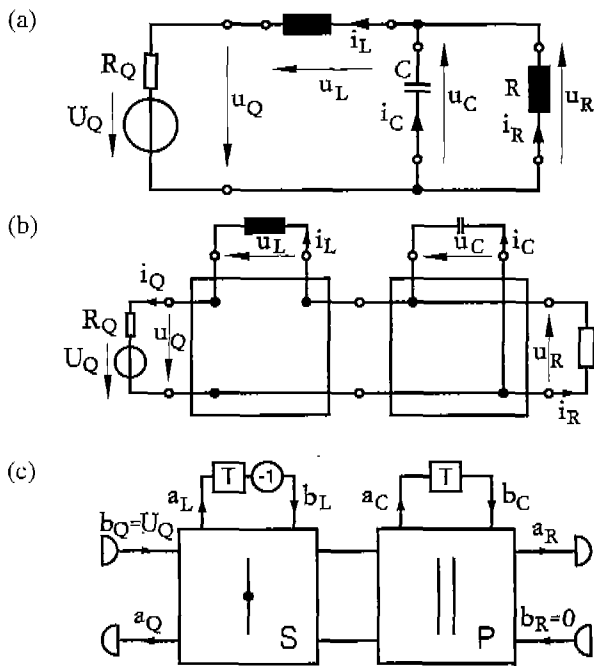 (a)
R_Q
U_Q
u_Q
i_L
u_L
C
i_C
u_C
R
i_R
u_R
(b)
u_L
i_L
u_C
i_C
i_Q
R_Q
U_Q
u_Q
u_R
i_R
(c)
T
-1
a_L
b_L
T
a_C
b_C
b_Q=U_Q
a_R
a_Q
S
P
b_R=0